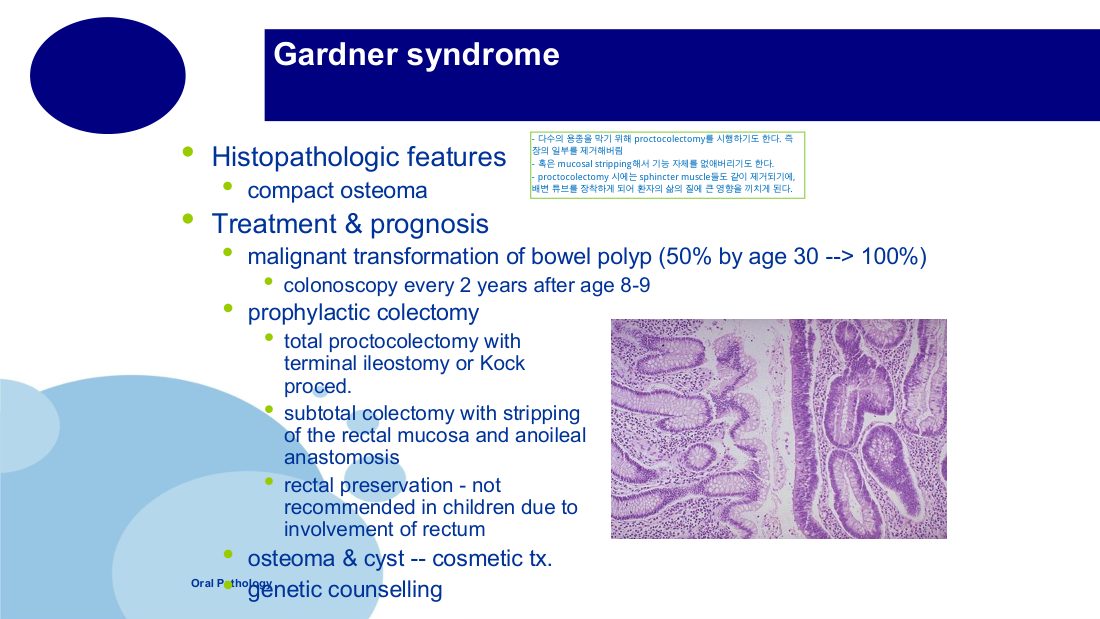 Gardner syndrome
- 다수의 용종을 막기 위해 proctocolectomy를 시행하기도 한다. 즉
장의 일부를 제거해버림
- 혹은 mucosal stripping해서 기능 자체를 없애버리기도 한다.
- proctocolectomy 시에는 sphincter muscle들도 같이 제거되기에,
배변 튜브를 장착하게 되어 환자의 삶의 질에 큰 영향을 끼치게 된다.
• Histopathologic features
• compact osteoma
• Treatment & prognosis
• malignant transformation of bowel polyp (50% by age 30 --> 100%)
• colonoscopy every 2 years after age 8-9
• prophylactic colectomy
• total proctocolectomy with
terminal ileostomy or Kock
proced.
• subtotal colectomy with stripping
of the rectal mucosa and anoileal
anastomosis
• rectal preservation - not
recommended in children due to
involvement of rectum
• osteoma & cyst -- cosmetic tx.
• genetic counselling
Oral Pathology